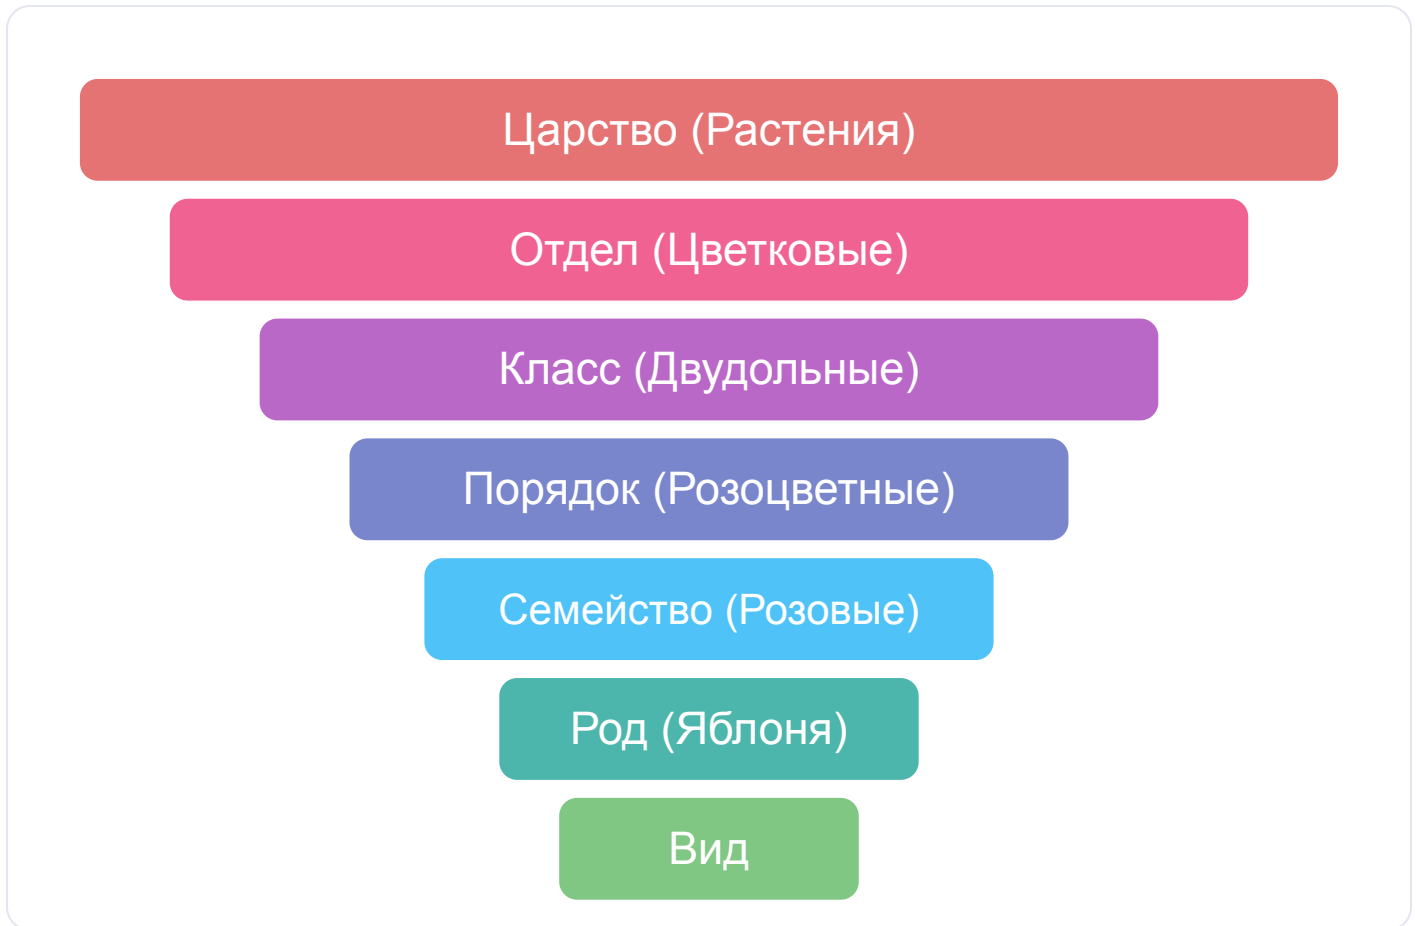 Царство (Растения)
Отдел (Цветковые)
Класс (Двудольные)
Порядок (Розоцветные)
Семейство (Розовые)
Род (Яблоня)
Вид